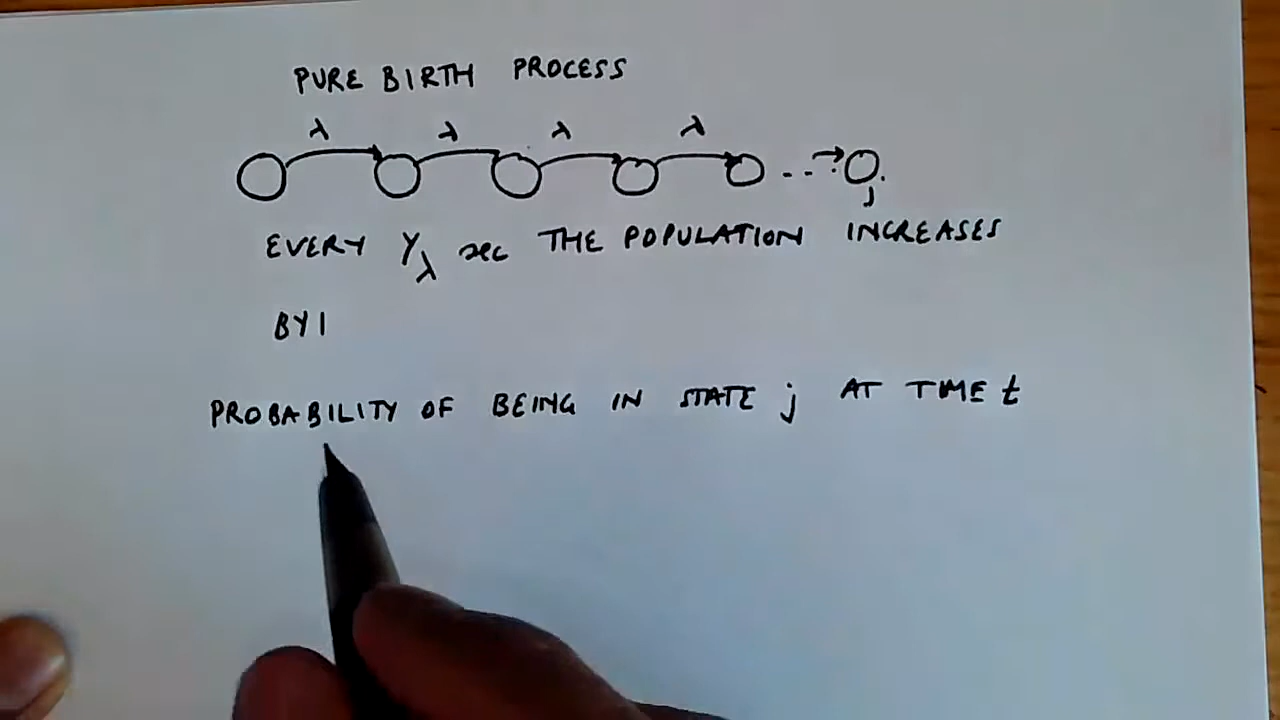 PURE BIRTH PROCESS
λ λ λ λ
j
EVERY 1/λ sec THE POPULATION INCREASES
BY 1
PROBABILITY OF BEING IN STATE j AT TIME t